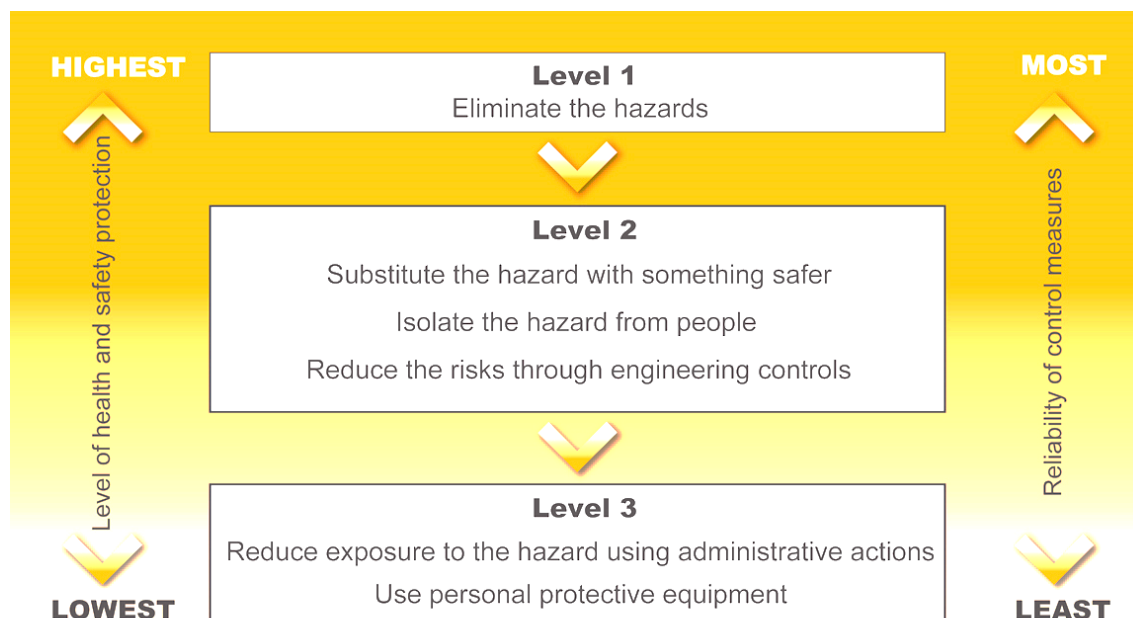 HIGHEST
Level of health and safety protection
LOWEST
Level 1
Eliminate the hazards
Level 2
Substitute the hazard with something safer
Isolate the hazard from people
Reduce the risks through engineering controls
Level 3
Reduce exposure to the hazard using administrative actions
Use personal protective equipment
MOST
Reliability of control measures
LEAST